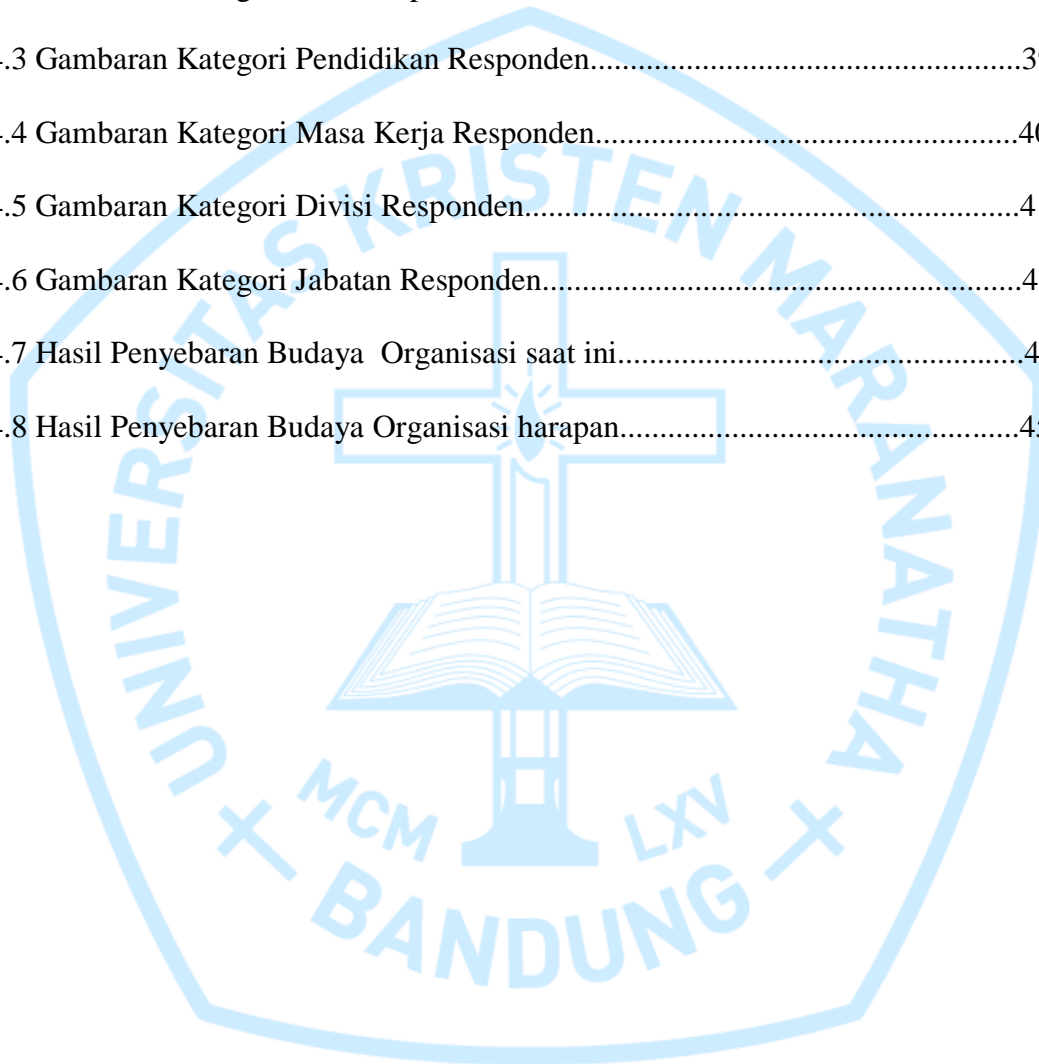 .3 Gambaran Kategori Pendidikan Responden......................................................3
.4 Gambaran Kategori Masa Kerja Responden.....................................................40
.5 Gambaran Kategori Divisi Responden..............................................................4
.6 Gambaran Kategori Jabatan Responden............................................................4
.7 Hasil Penyebaran Budaya  Organisasi saat ini...................................................4
.8 Hasil Penyebaran Budaya Organisasi harapan..................................................4
UNIVERSITAS KRISTEN MARANATHA
MCM LXV
BANDUNG